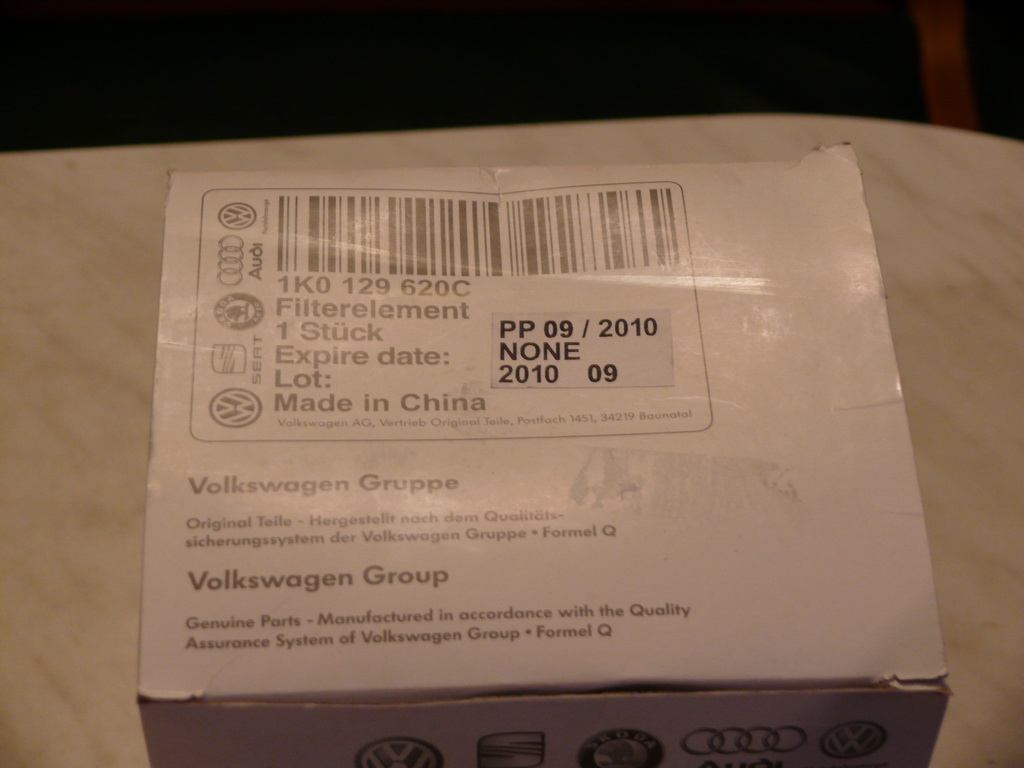 1K0 129 620C
Filterelement
1 Stück
Expire date:
Lot:
Made in China
Volkswagen AG, Vertrieb Original Teile, Postfach 1451, 34219 Baunatal
PP 09 / 2010
NONE
2010 09
Audi
SEAT
Volkswagen Gruppe
Original Teile - Hergestellt nach dem Qualitäts-
sicherungssystem der Volkswagen Gruppe • Formel Q
Volkswagen Group
Genuine Parts - Manufactured in accordance with the Quality
Assurance System of Volkswagen Group • Formel Q
SKODA
Audi